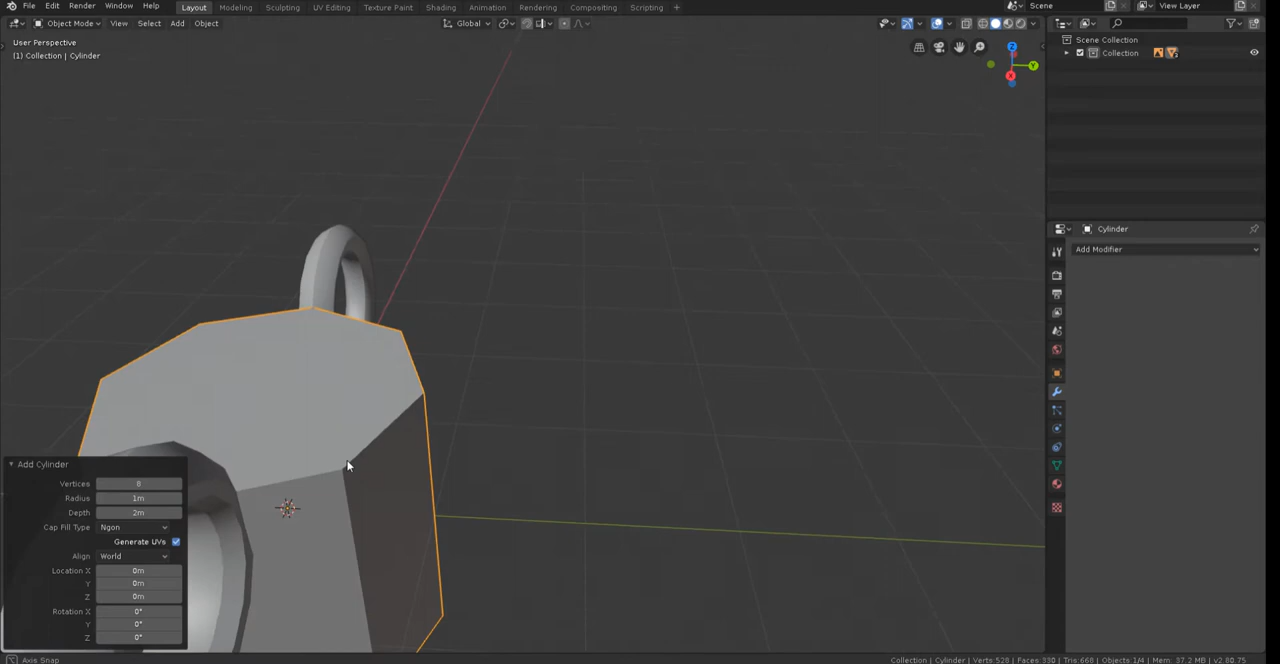 File Edit Render Window Help Layout Modeling Sculpting UV Editing Texture Paint Shading Animation Rendering Compositing Scripting + Scene View Layer
Object Mode View Select Add Object Global
User Perspective
(1) Collection | Cylinder
Z
Y
X
Scene Collection
Collection
Cylinder
Add Modifier
Add Cylinder
Vertices 8
Radius 1m
Depth 2m
Cap Fill Type Ngon
Generate UVs
Align World
Location X 0m
Y 0m
Z 0m
Rotation X 0°
Y 0°
Z 0°
Axis Snap
Collection | Cylinder | Verts:528 | Faces:330 | Tris:668 | Objects:1/4 | Mem: 37.2 MB | v2.80.75